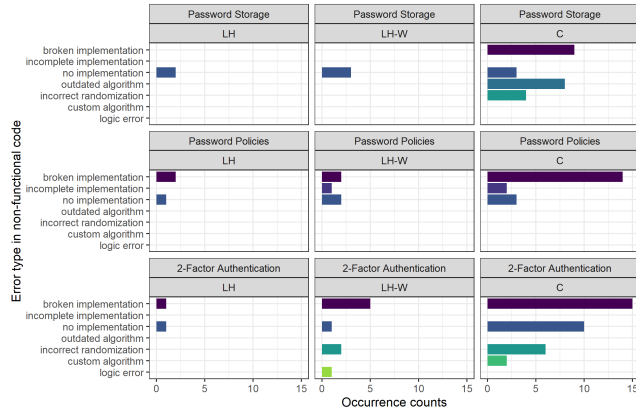 Password Storage
Password Storage
Password Storage
LH
LH-W
C
broken implementation
incomplete implementation
no implementation
outdated algorithm
incorrect randomization
custom algorithm
logic error
Password Policies
Password Policies
Password Policies
LH
LH-W
C
broken implementation
incomplete implementation
no implementation
outdated algorithm
incorrect randomization
custom algorithm
logic error
2-Factor Authentication
2-Factor Authentication
2-Factor Authentication
LH
LH-W
C
broken implementation
incomplete implementation
no implementation
outdated algorithm
incorrect randomization
custom algorithm
logic error
0 5 10 15 0 5 10 15 0 5 10 15
Occurrence counts
Error type in non-functional code